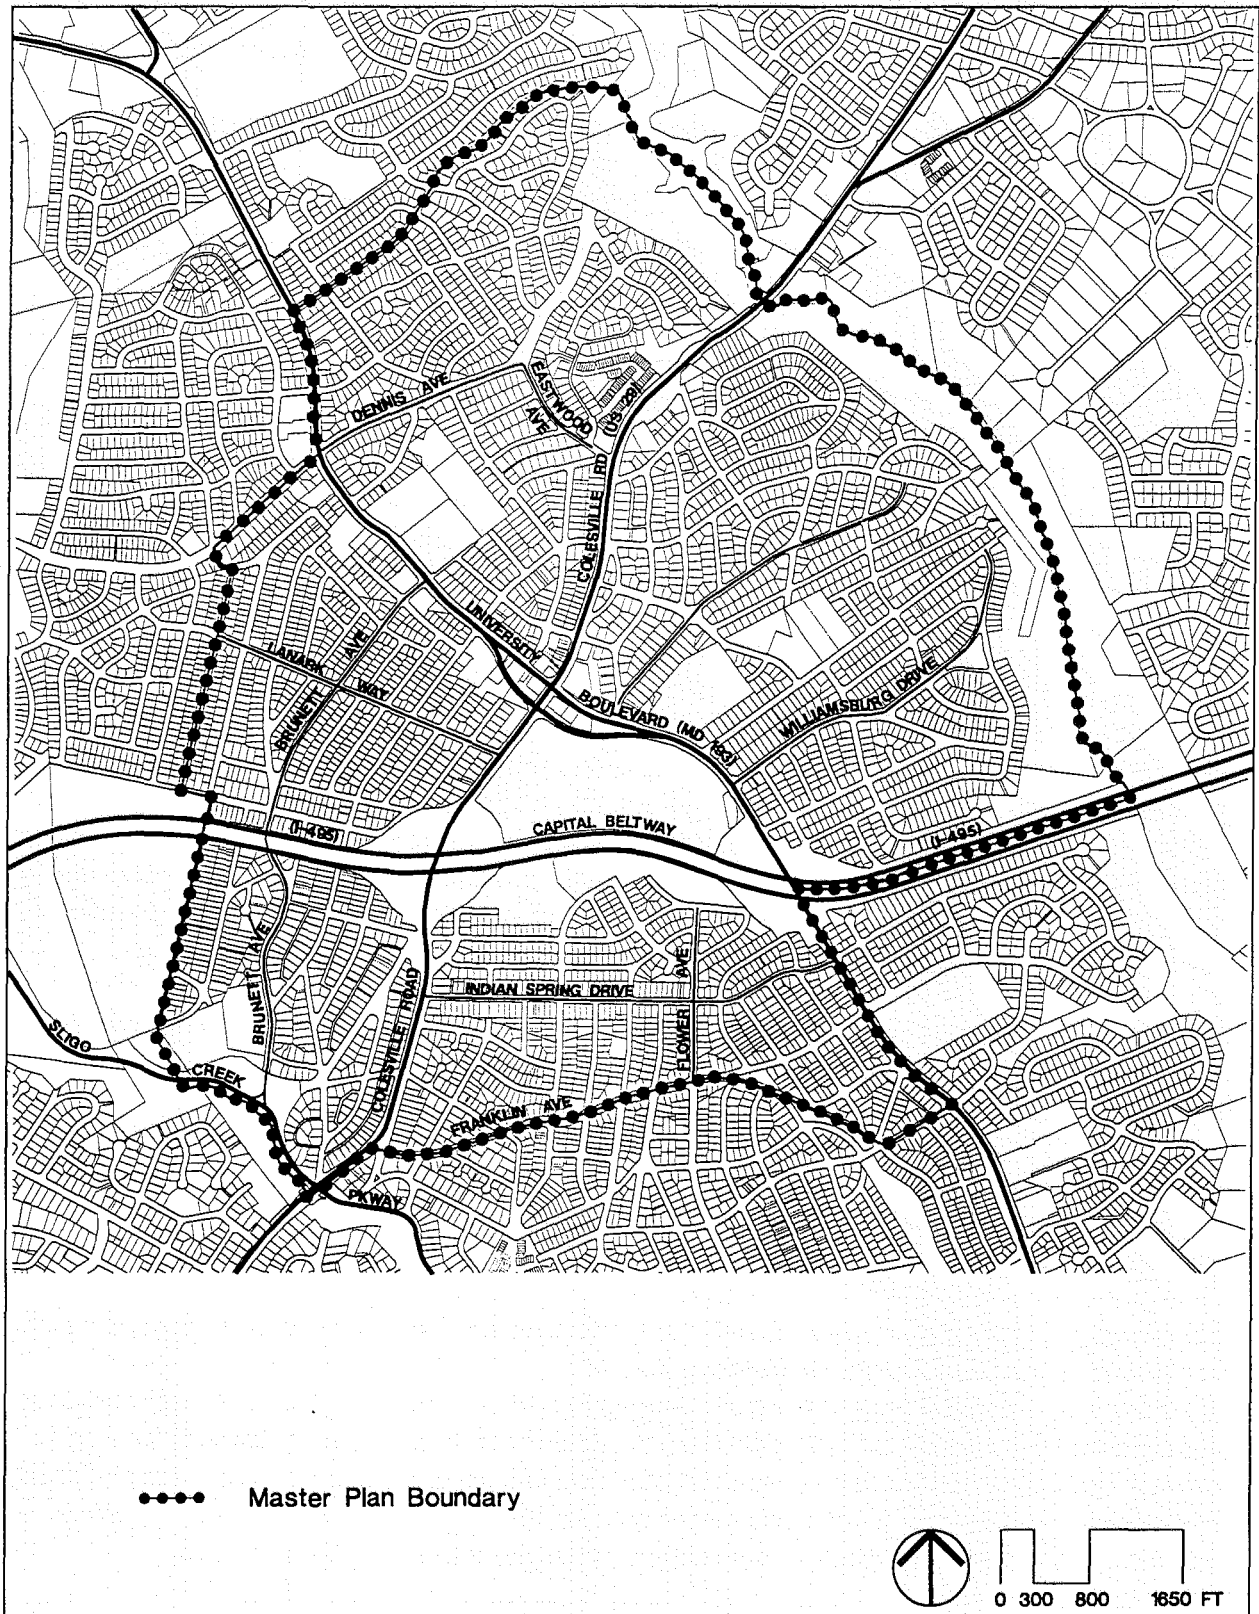 DENNIS AVE
EASTWOOD
AVE
(US 29)
COLESVILLE RD
UNIVERSITY
BOULEVARD (MD 193)
LANARK WAY
BRUNETT AVE
WILLIAMSBURG DRIVE
(I-495)
CAPITAL BELTWAY
(I-495)
BRUNETT AVE
COLESVILLE ROAD
INDIAN SPRING DRIVE
FLOWER AVE
SLIGO
CREEK
FRANKLIN AVE
PKWAY
Master Plan Boundary
0 300 800 1650 FT